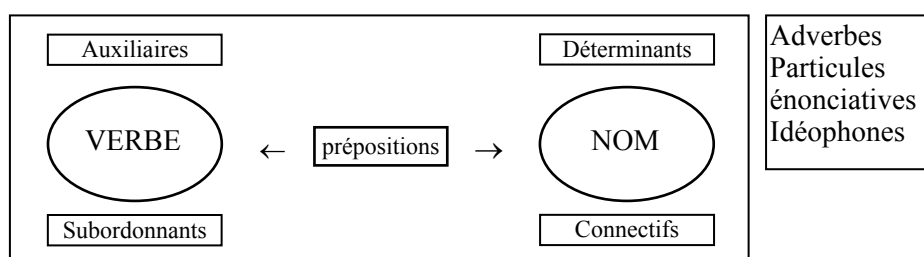 Auxiliaires
Déterminants
VERBE
←
prépositions
→
NOM
Subordonnants
Connectifs
Adverbes
Particules
énonciatives
Idéophones